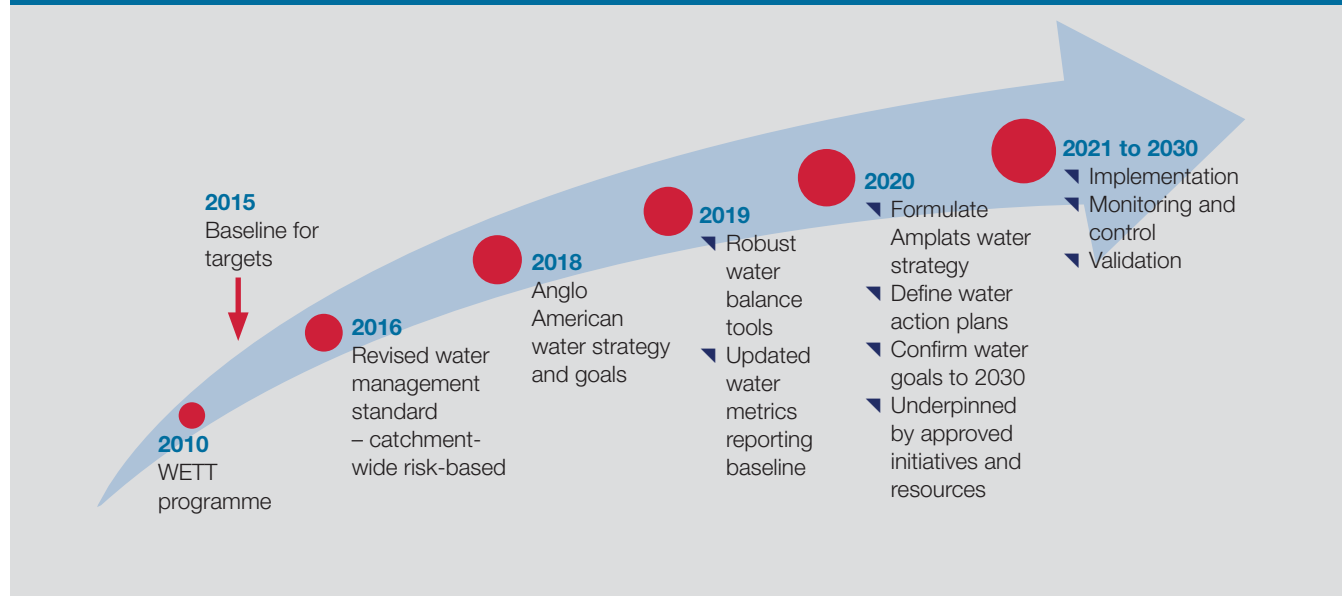 2010
WETT
programme
2015
Baseline for
targets
2016
Revised water
management
standard
– catchment-
wide risk-based
2018
Anglo
American
water strategy
and goals
2019
Robust
water
balance
tools
Updated
water
metrics
reporting
baseline
2020
Formulate
Amplats water
strategy
Define water
action plans
Confirm water
goals to 2030
Underpinned
by approved
initiatives and
resources
2021 to 2030
Implementation
Monitoring and
control
Validation